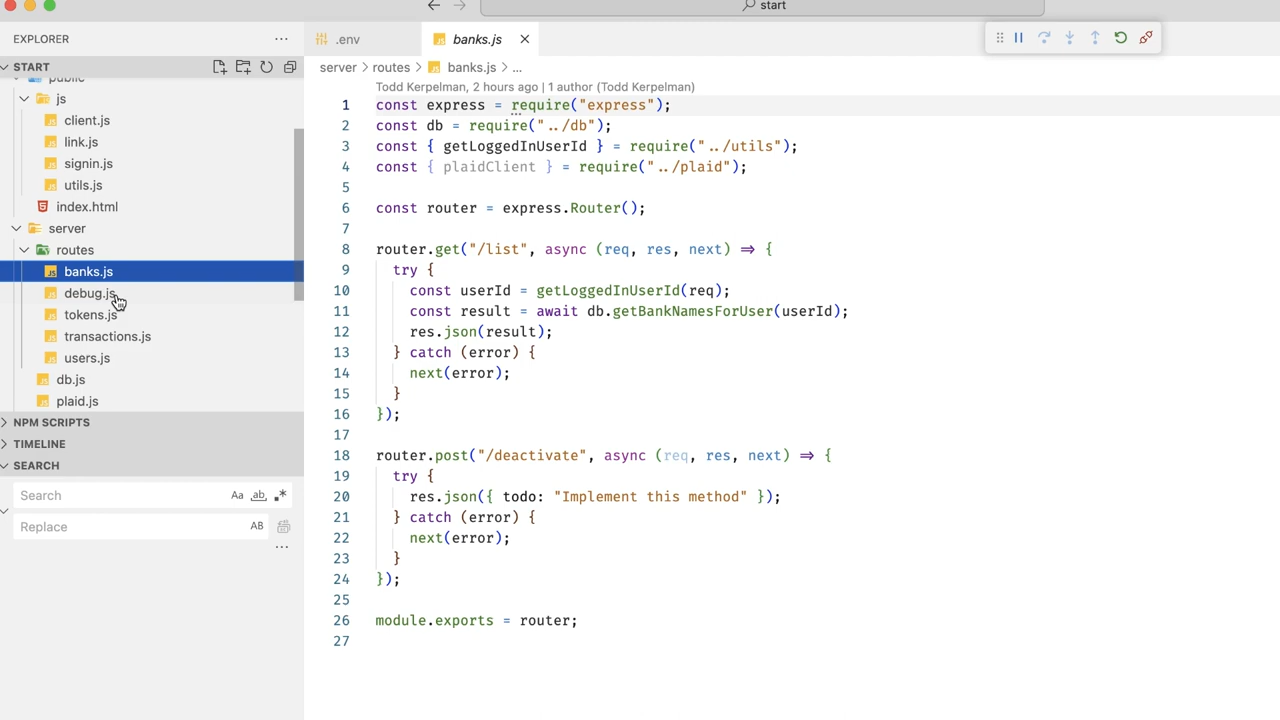 start
EXPLORER
.env
banks.js
START
server > routes > banks.js > ...
public
js
client.js
link.js
signin.js
utils.js
index.html
server
routes
banks.js
debug.js
tokens.js
transactions.js
users.js
db.js
plaid.js
NPM SCRIPTS
TIMELINE
SEARCH
Search
Aa ab
Replace
AB
Todd Kerpelman, 2 hours ago | 1 author (Todd Kerpelman)
1 const express = require("express");
2 const db = require("../db");
3 const { getLoggedInUserId } = require("../utils");
4 const { plaidClient } = require("../plaid");
5
6 const router = express.Router();
7
8 router.get("/list", async (req, res, next) => {
9 try {
10 const userId = getLoggedInUserId(req);
11 const result = await db.getBankNamesForUser(userId);
12 res.json(result);
13 } catch (error) {
14 next(error);
15 }
16 });
17
18 router.post("/deactivate", async (req, res, next) => {
19 try {
20 res.json({ todo: "Implement this method" });
21 } catch (error) {
22 next(error);
23 }
24 });
25
26 module.exports = router;
27